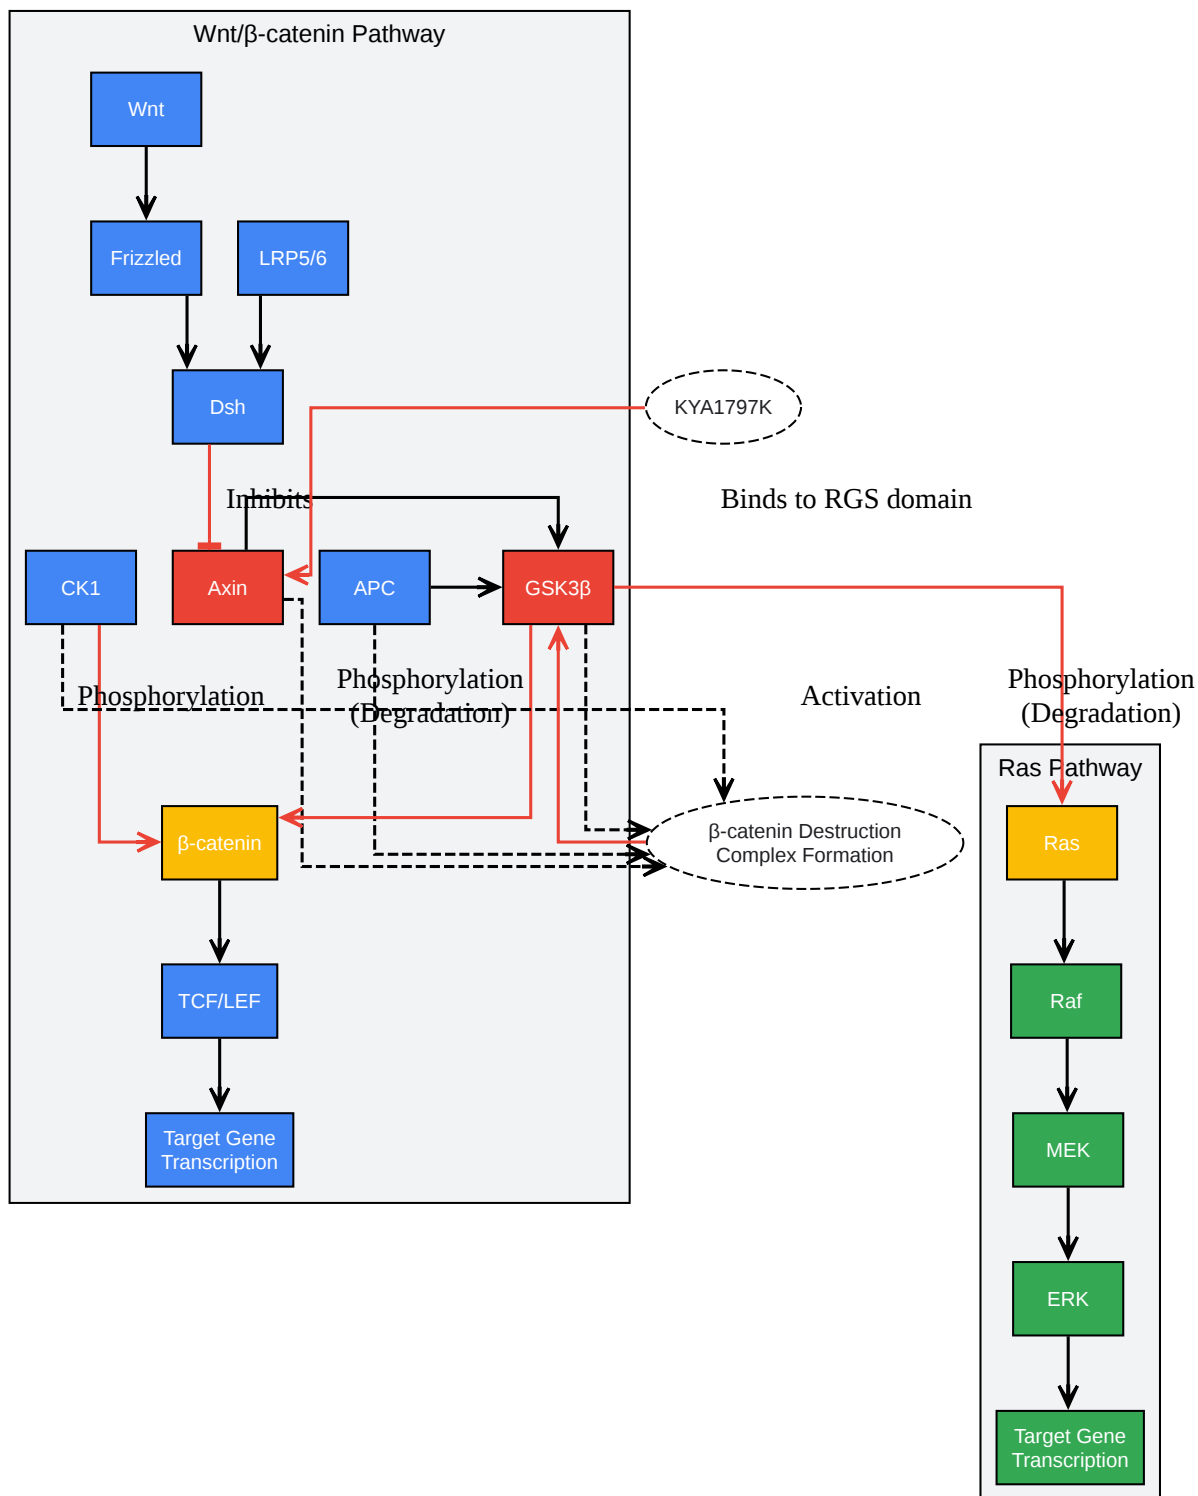 Wnt/β-catenin Pathway
Wnt
Frizzled
LRP5/6
Dsh
KYA1797K
Inhibits
Binds to RGS domain
CK1
Axin
APC
GSK3β
Phosphorylation
Phosphorylation
(Degradation)
Activation
Phosphorylation
(Degradation)
Ras Pathway
β-catenin
β-catenin Destruction
Complex Formation
Ras
TCF/LEF
Raf
Target Gene
Transcription
MEK
ERK
Target Gene
Transcription